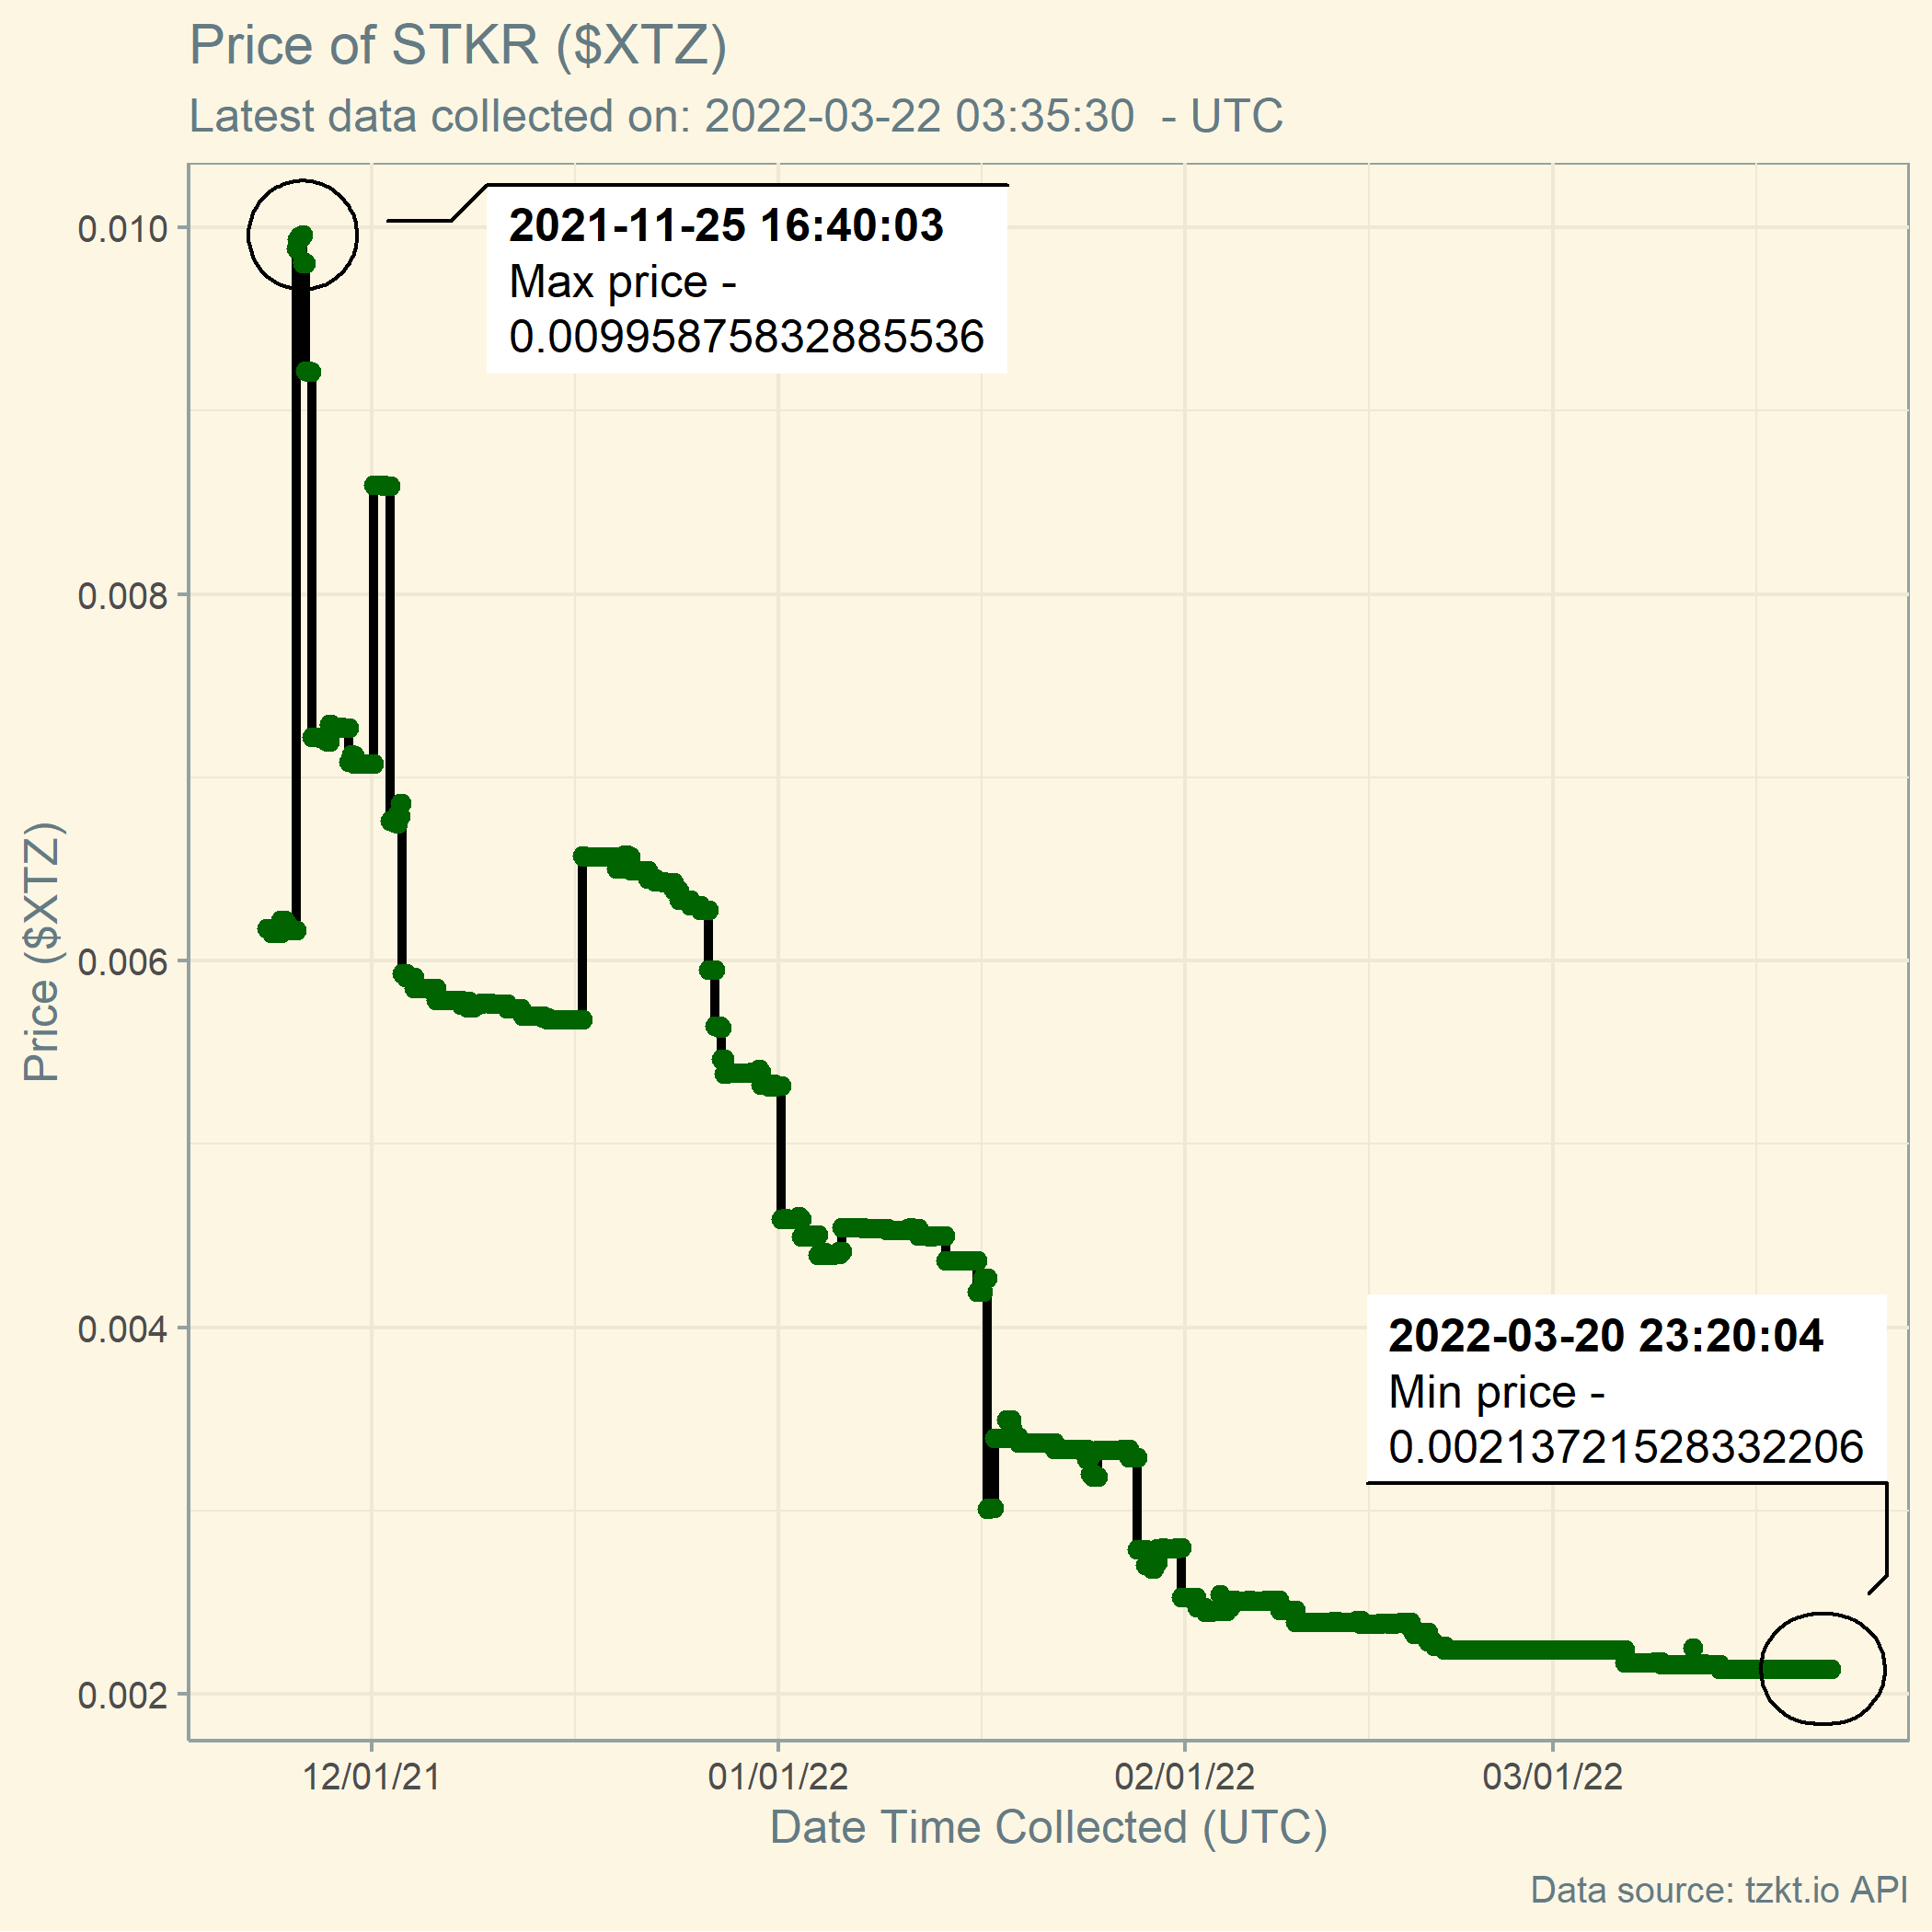 Price of STKR ($XTZ)
Latest data collected on: 2022-03-22 03:35:30 - UTC
2021-11-25 16:40:03
Max price -
0.00995875832885536
0.010
0.008
0.006
0.004
0.002
Price ($XTZ)
2022-03-20 23:20:04
Min price -
0.00213721528332206
12/01/21
01/01/22
02/01/22
03/01/22
Date Time Collected (UTC)
Data source: tzkt.io API